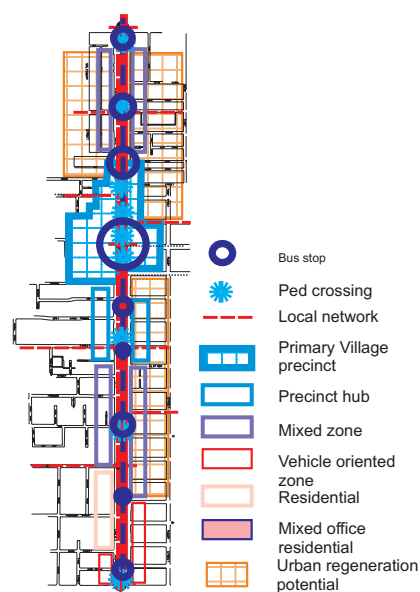 Bus stop
Ped crossing
Local network
Primary Village
precinct
Precinct hub
Mixed zone
Vehicle oriented
zone
Residential
Mixed office
residential
Urban regeneration
potential